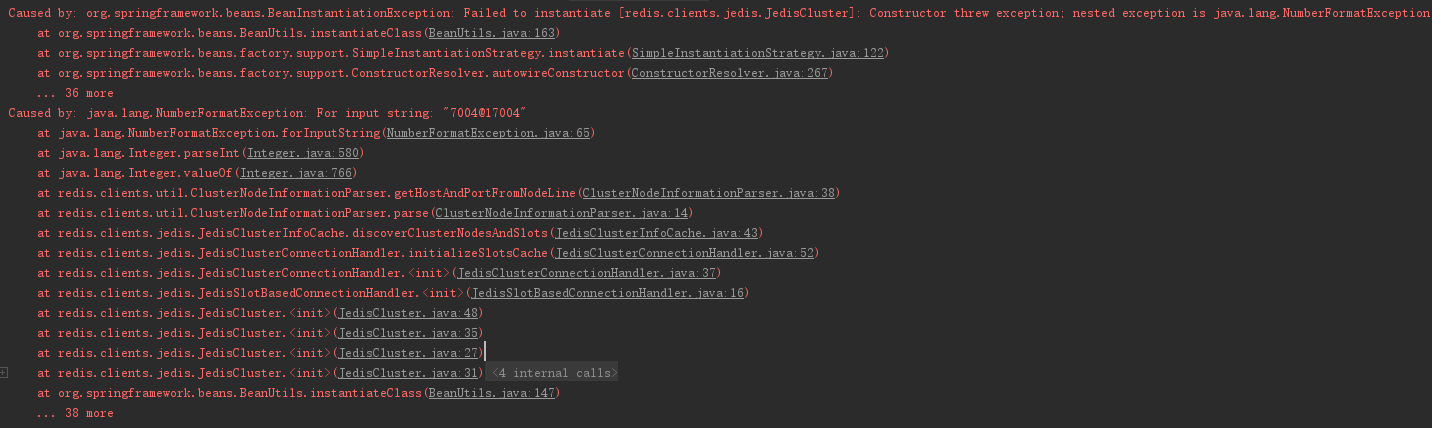 Caused by: org.springframework.beans.BeanInstantiationException: Failed to instantiate [redis.clients.jedis.JedisCluster]: Constructor threw exception; nested exception is java.lang.NumberFormatException
at org.springframework.beans.BeanUtils.instantiateClass(BeanUtils.java:163)
at org.springframework.beans.factory.support.SimpleInstantiationStrategy.instantiate(SimpleInstantiationStrategy.java:122)
at org.springframework.beans.factory.support.ConstructorResolver.autowireConstructor(ConstructorResolver.java:267)
... 36 more
Caused by: java.lang.NumberFormatException: For input string: "7004@17004"
at java.lang.NumberFormatException.forInputString(NumberFormatException.java:65)
at java.lang.Integer.parseInt(Integer.java:580)
at java.lang.Integer.valueOf(Integer.java:766)
at redis.clients.util.ClusterNodeInformationParser.getHostAndPortFromNodeLine(ClusterNodeInformationParser.java:38)
at redis.clients.util.ClusterNodeInformationParser.parse(ClusterNodeInformationParser.java:14)
at redis.clients.jedis.JedisClusterInfoCache.discoverClusterNodesAndSlots(JedisClusterInfoCache.java:43)
at redis.clients.jedis.JedisClusterConnectionHandler.initializeSlotsCache(JedisClusterConnectionHandler.java:52)
at redis.clients.jedis.JedisClusterConnectionHandler.<init>(JedisClusterConnectionHandler.java:37)
at redis.clients.jedis.JedisSlotBasedConnectionHandler.<init>(JedisSlotBasedConnectionHandler.java:16)
at redis.clients.jedis.JedisCluster.<init>(JedisCluster.java:48)
at redis.clients.jedis.JedisCluster.<init>(JedisCluster.java:35)
at redis.clients.jedis.JedisCluster.<init>(JedisCluster.java:27)
at redis.clients.jedis.JedisCluster.<init>(JedisCluster.java:31) <4 internal calls>
at org.springframework.beans.BeanUtils.instantiateClass(BeanUtils.java:147)
... 38 more